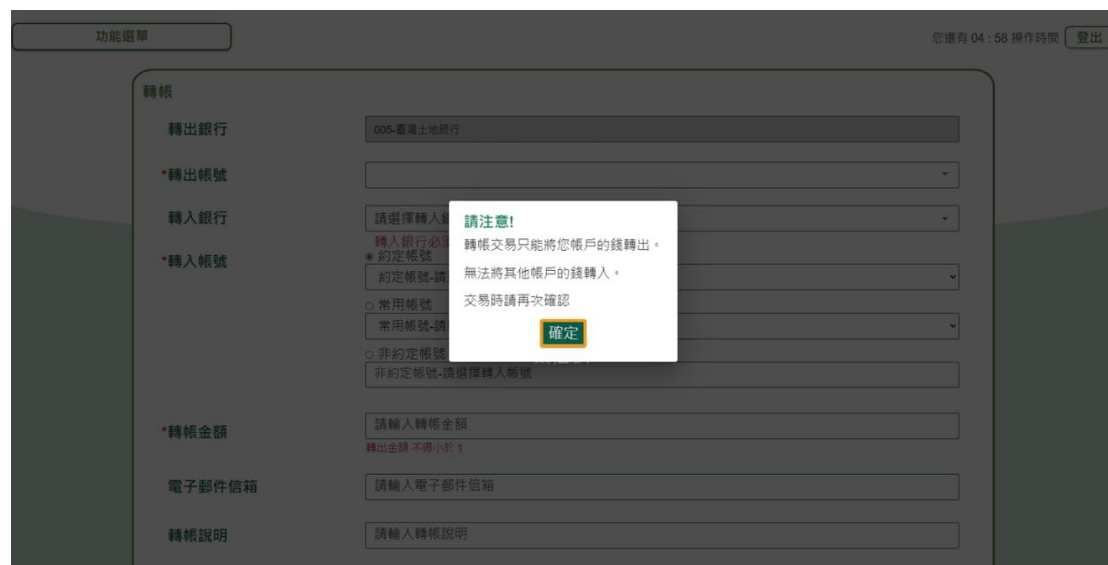 功能選單
您還有 04 : 58 操作時間 登出
轉帳
轉出銀行 005-臺灣土地銀行
*轉出帳號
轉入銀行 請選擇轉入
轉入銀行必
*轉入帳號 約定帳號
約定帳號-請
常用帳號
常用帳號-請
非約定帳號
非約定帳號-請選擇轉入帳號
請注意!
轉帳交易只能將您帳戶的錢轉出。
無法將其他帳戶的錢轉入。
交易時請再次確認
確定
*轉帳金額 請輸入轉帳金額
轉出金額 不得小於 1
電子郵件信箱 請輸入電子郵件信箱
轉帳說明 請輸入轉帳說明